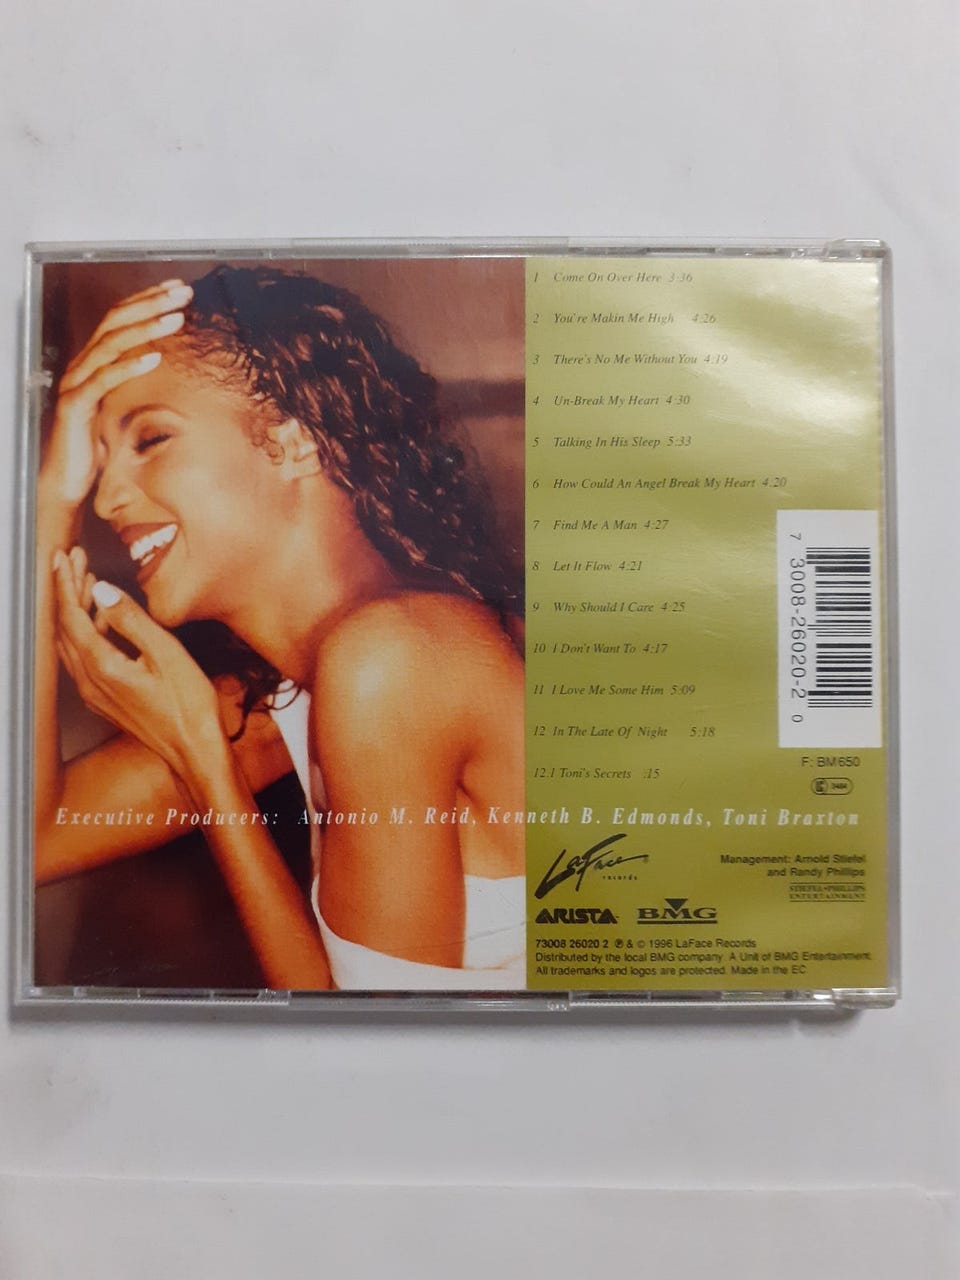 1 Come On Over Here 3:36
2 You're Makin Me High 4:26
3 There's No Me Without You 4:19
4 Un-Break My Heart 4:30
5 Talking In His Sleep 5:33
6 How Could An Angel Break My Heart 4:20
7 Find Me A Man 4:27
8 Let It Flow 4:21
9 Why Should I Care 4:25
10 I Don't Want To 4:17
11 I Love Me Some Him 5:09
12 In The Late Of Night 5:18
12.1 Toni's Secrets :15
7 30008-26020-2 0
F: BM 650
Executive Producers: Antonio M. Reid, Kenneth B. Edmonds, Toni Braxton
LaFace®
records
Management: Arnold Stiefel
and Randy Phillips
STIEFEL•PHILLIPS
ENTERTAINMENT
ARISTA
BMG
73008 26020 2 ℗ & © 1996 LaFace Records
Distributed by the local BMG company. A Unit of BMG Entertainment.
All trademarks and logos are protected. Made in the EC